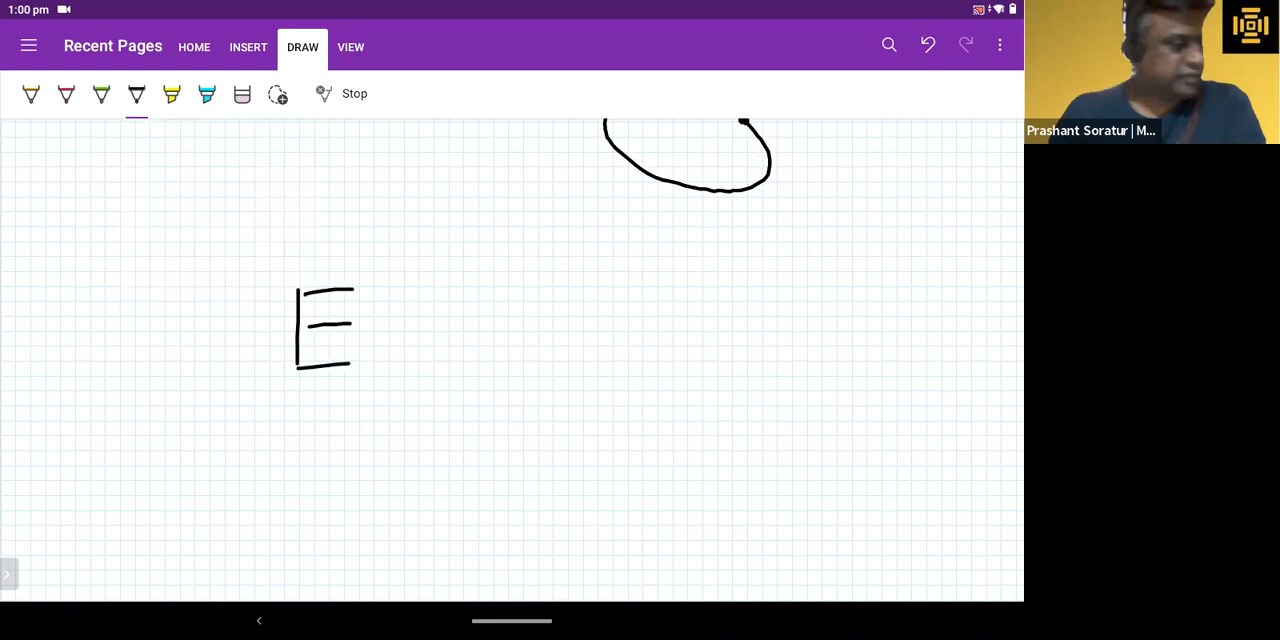 1:00 pm
Recent Pages HOME INSERT DRAW VIEW
Stop
Prashant Soratur | M...
E